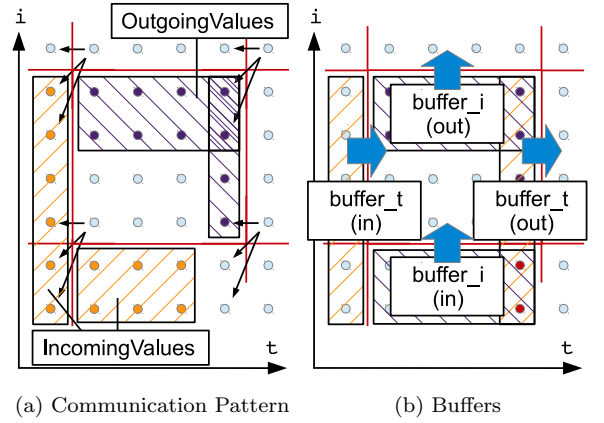 i
OutgoingValues
IncomingValues
t
i
buffer_i
(out)
buffer_t
(in)
buffer_t
(out)
buffer_i
(in)
t
(a) Communication Pattern
(b) Buffers